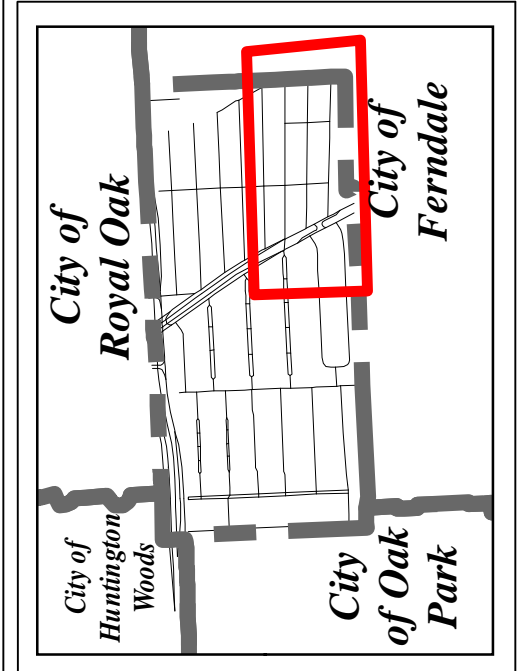 City of
Royal Oak
City of
Ferndale
City of
Huntington
Woods
City
of Oak
Park